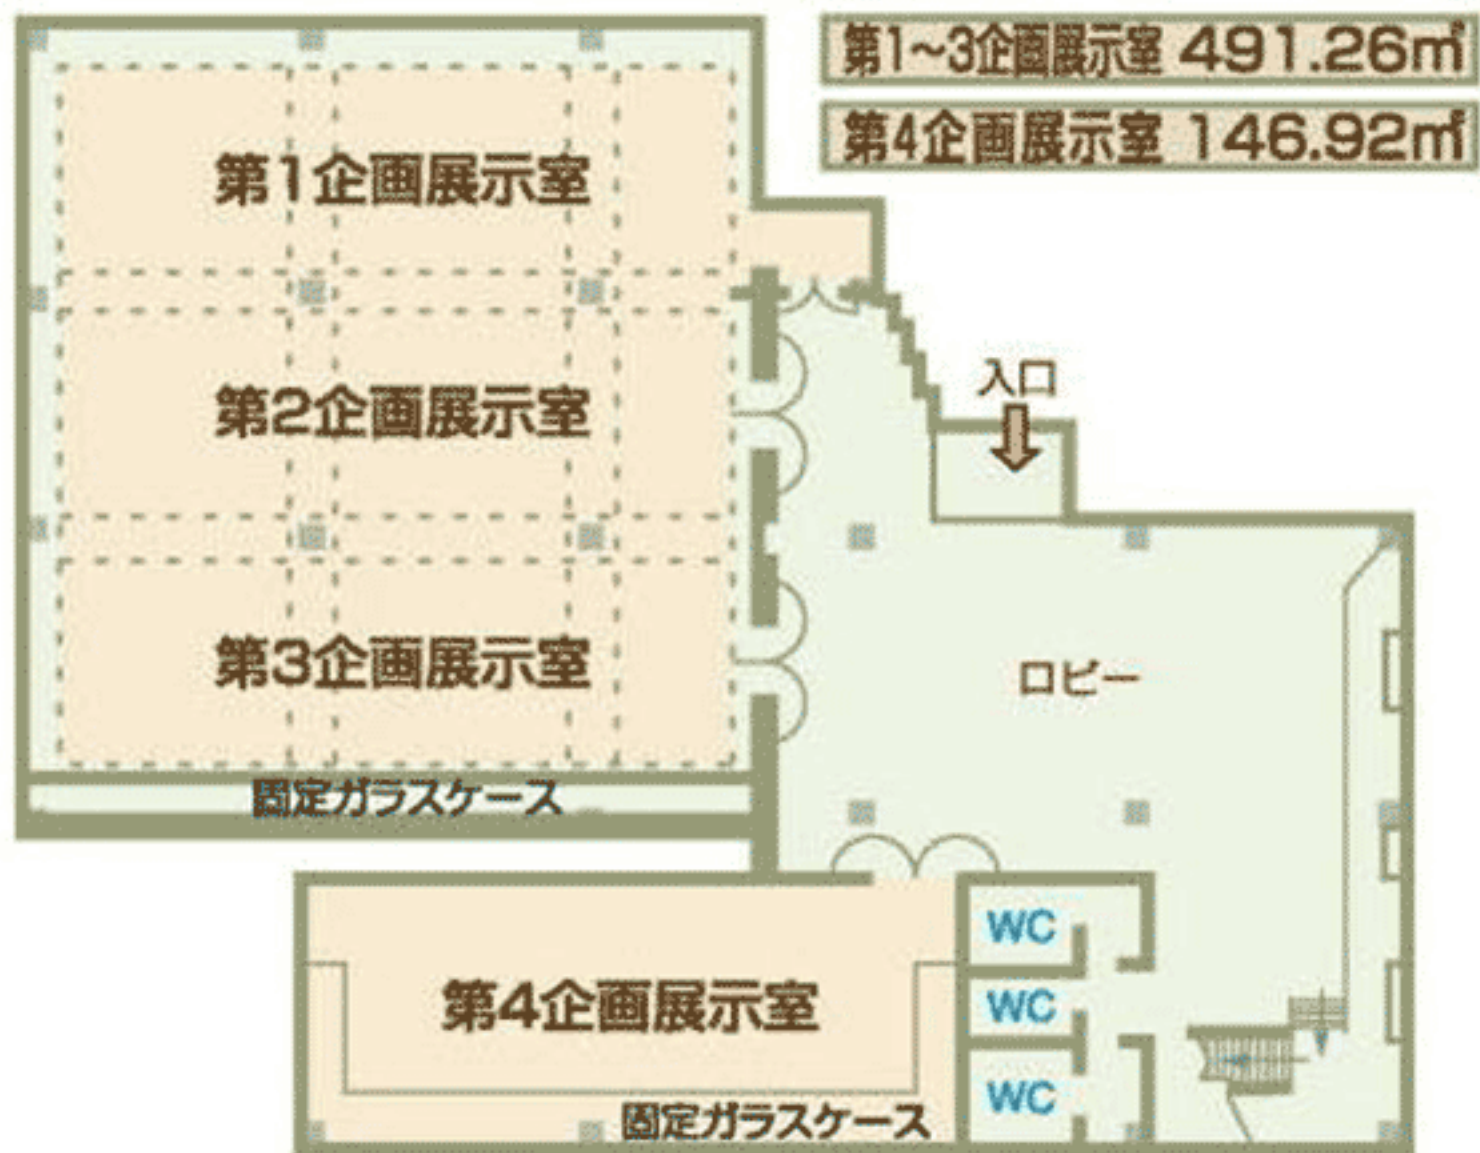 第1~3企画展示室 491.26㎡
第4企画展示室 146.92㎡
第1企画展示室
入口
第2企画展示室
第3企画展示室
ロビー
固定ガラスケース
WC
第4企画展示室
WC
WC
固定ガラスケース